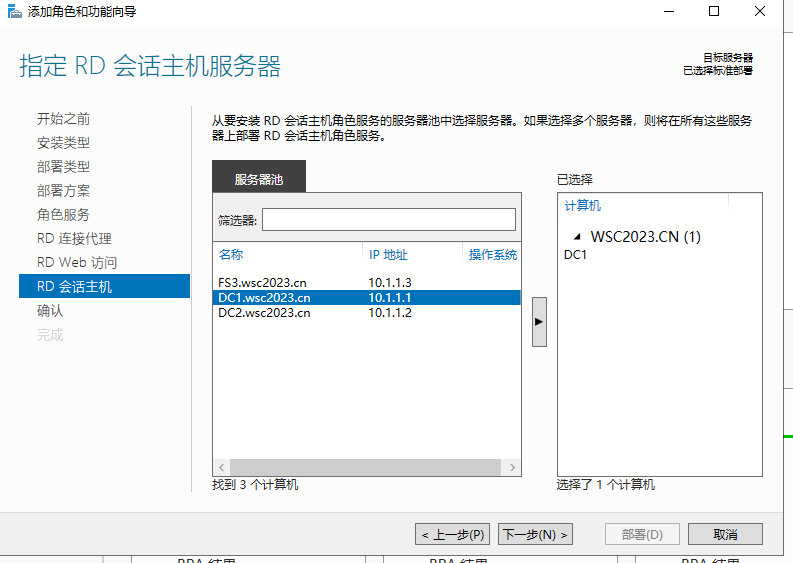 添加角色和功能向导
指定 RD 会话主机服务器
目标服务器
已选择标准部署
开始之前
安装类型
部署类型
部署方案
角色服务
RD 连接代理
RD Web 访问
RD 会话主机
确认
完成
从要安装 RD 会话主机角色服务的服务器池中选择服务器。如果选择多个服务器，则将在所有这些服务
器上部署 RD 会话主机角色服务。
服务器池
筛选器:
名称 IP 地址 操作系统
FS3.wsc2023.cn 10.1.1.3
DC1.wsc2023.cn 10.1.1.1
DC2.wsc2023.cn 10.1.1.2
找到 3 个计算机
已选择
计算机
WSC2023.CN (1)
DC1
选择了 1 个计算机
< 上一步(P) 下一步(N) > 部署(D) 取消
BPA 结果 BPA 结果 BPA 结果